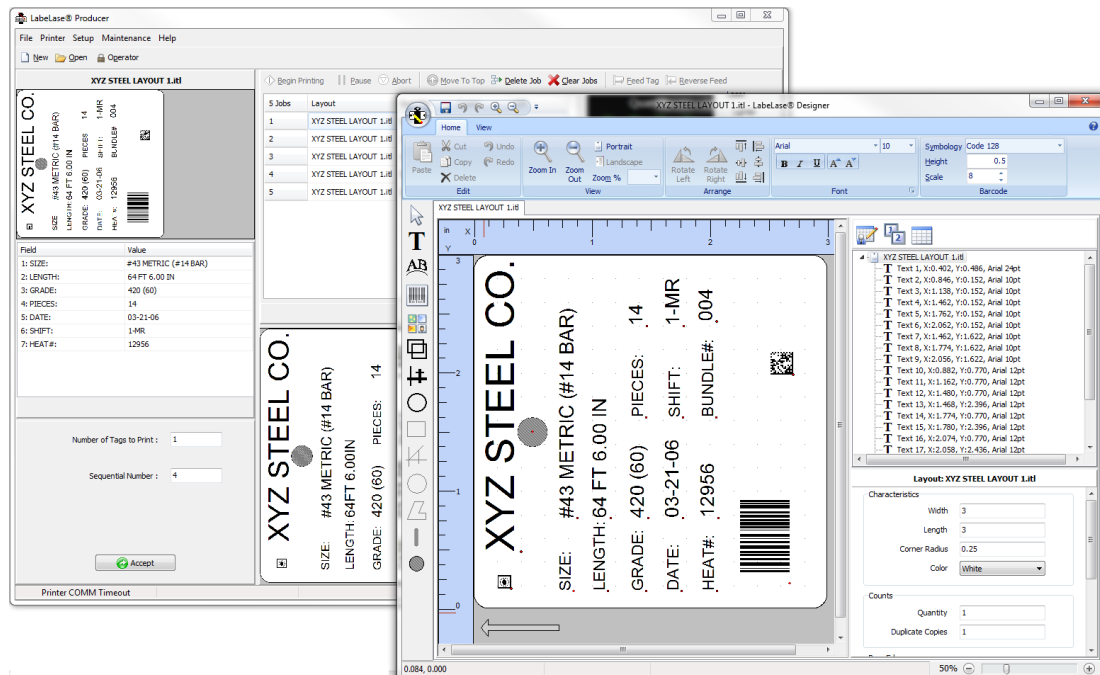 LabeLase® Producer
File Printer Setup Maintenance Help
New Open Operator
XYZ STEEL LAYOUT 1.itl
XYZ STEEL CO.
SIZE #43 METRIC (#14 BAR)
LENGTH: 64 FT 6.00 IN
GRADE: 420 (60) PIECES 14
DATE: 03-21-06 SHIFT: 1-MR
HEAT #: 12956 BUNDLE# 004
Field Value
1: SIZE: #43 METRIC (#14 BAR)
2: LENGTH: 64 FT 6.00 IN
3: GRADE: 420 (60)
4: PIECES: 14
5: DATE: 03-21-06
6: SHIFT: 1-MR
7: HEAT#: 12956
Number of Tags to Print : 1
Sequential Number : 4
Accept
Printer COMM Timeout
Begin Printing Pause Abort Move To Top Delete Job Clear Jobs Feed Tag Reverse Feed
5 Jobs Layout
1 XYZ STEEL LAYOUT 1.itl
2 XYZ STEEL LAYOUT 1.itl
3 XYZ STEEL LAYOUT 1.itl
4 XYZ STEEL LAYOUT 1.itl
5 XYZ STEEL LAYOUT 1.itl
XYZ STEEL CO.
SIZE: #43 METRIC (#14 BAR)
LENGTH: 64FT 6.00IN
GRADE: 420 (60) PIECES: 14
XYZ STEEL LAYOUT 1.itl - LabeLase® Designer
Home View
Paste Cut Copy Delete Undo Redo
Edit
Zoom In Zoom Out Portrait Landscape Zoom %
View
Rotate Left Rotate Right
Arrange
Arial 10
B I U A A
Font
Symbology Code 128
Height 0.5
Scale 8
Barcode
XYZ STEEL LAYOUT 1.itl
in X Y
0 1 2 3
3
2
1
0
T
AB
XYZ STEEL CO.
SIZE: #43 METRIC (#14 BAR)
LENGTH: 64 FT 6.00 IN
GRADE: 420 (60) PIECES: 14
DATE: 03-21-06 SHIFT: 1-MR
HEAT#: 12956 BUNDLE#: 004
XYZ STEEL LAYOUT 1.itl
T Text 1, X:0.402, Y:0.486, Arial 24pt
T Text 2, X:0.846, Y:0.152, Arial 10pt
T Text 3, X:1.138, Y:0.152, Arial 10pt
T Text 4, X:1.462, Y:0.152, Arial 10pt
T Text 5, X:1.762, Y:0.152, Arial 10pt
T Text 6, X:2.062, Y:0.152, Arial 10pt
T Text 7, X:1.462, Y:1.622, Arial 10pt
T Text 8, X:1.774, Y:1.622, Arial 10pt
T Text 9, X:2.056, Y:1.622, Arial 10pt
T Text 10, X:0.882, Y:0.770, Arial 12pt
T Text 11, X:1.162, Y:0.770, Arial 12pt
T Text 12, X:1.480, Y:0.770, Arial 12pt
T Text 13, X:1.468, Y:2.396, Arial 12pt
T Text 14, X:1.774, Y:0.770, Arial 12pt
T Text 15, X:1.780, Y:2.396, Arial 12pt
T Text 16, X:2.074, Y:0.770, Arial 12pt
T Text 17, X:2.058, Y:2.436, Arial 12pt
Layout: XYZ STEEL LAYOUT 1.itl
Characteristics
Width 3
Length 3
Corner Radius 0.25
Color White
Counts
Quantity 1
Duplicate Copies 1
0.084, 0.000
50%